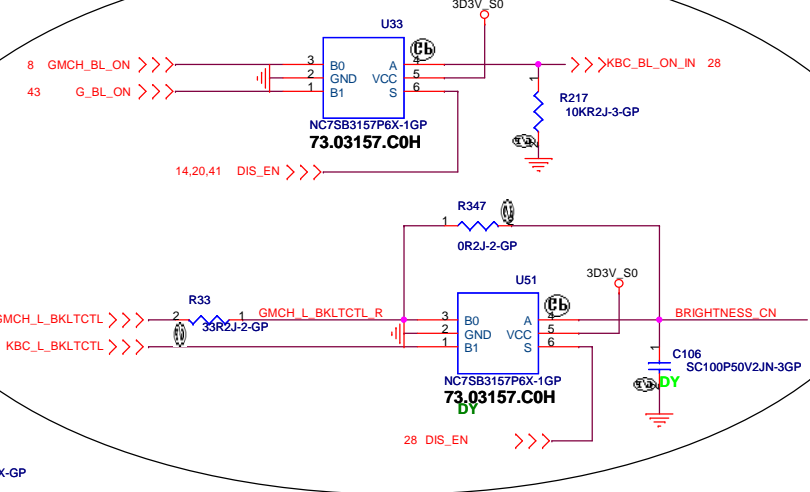 3D3V_S0
U33
8 GMCH_BL_ON
3 B0 A 4
KBC_BL_ON_IN 28
2 GND VCC 5
43 G_BL_ON
1 B1 S 6
1
R217
10KR2J-3-GP
NC7SB3157P6X-1GP
73.03157.C0H
14,20,41 DIS_EN
R347
1
0R2J-2-GP
U51
3D3V_S0
R33
GMCH_L_BKLTCTL
2 1
GMCH_L_BKLTCTL_R
33R2J-2-GP
3 B0 A 4
BRIGHTNESS_CN
2 GND VCC 5
KBC_L_BKLTCTL
1 B1 S 6
1
C106
SC100P50V2JN-3GP
DY
NC7SB3157P6X-1GP
73.03157.C0H
DY
28 DIS_EN
X-GP